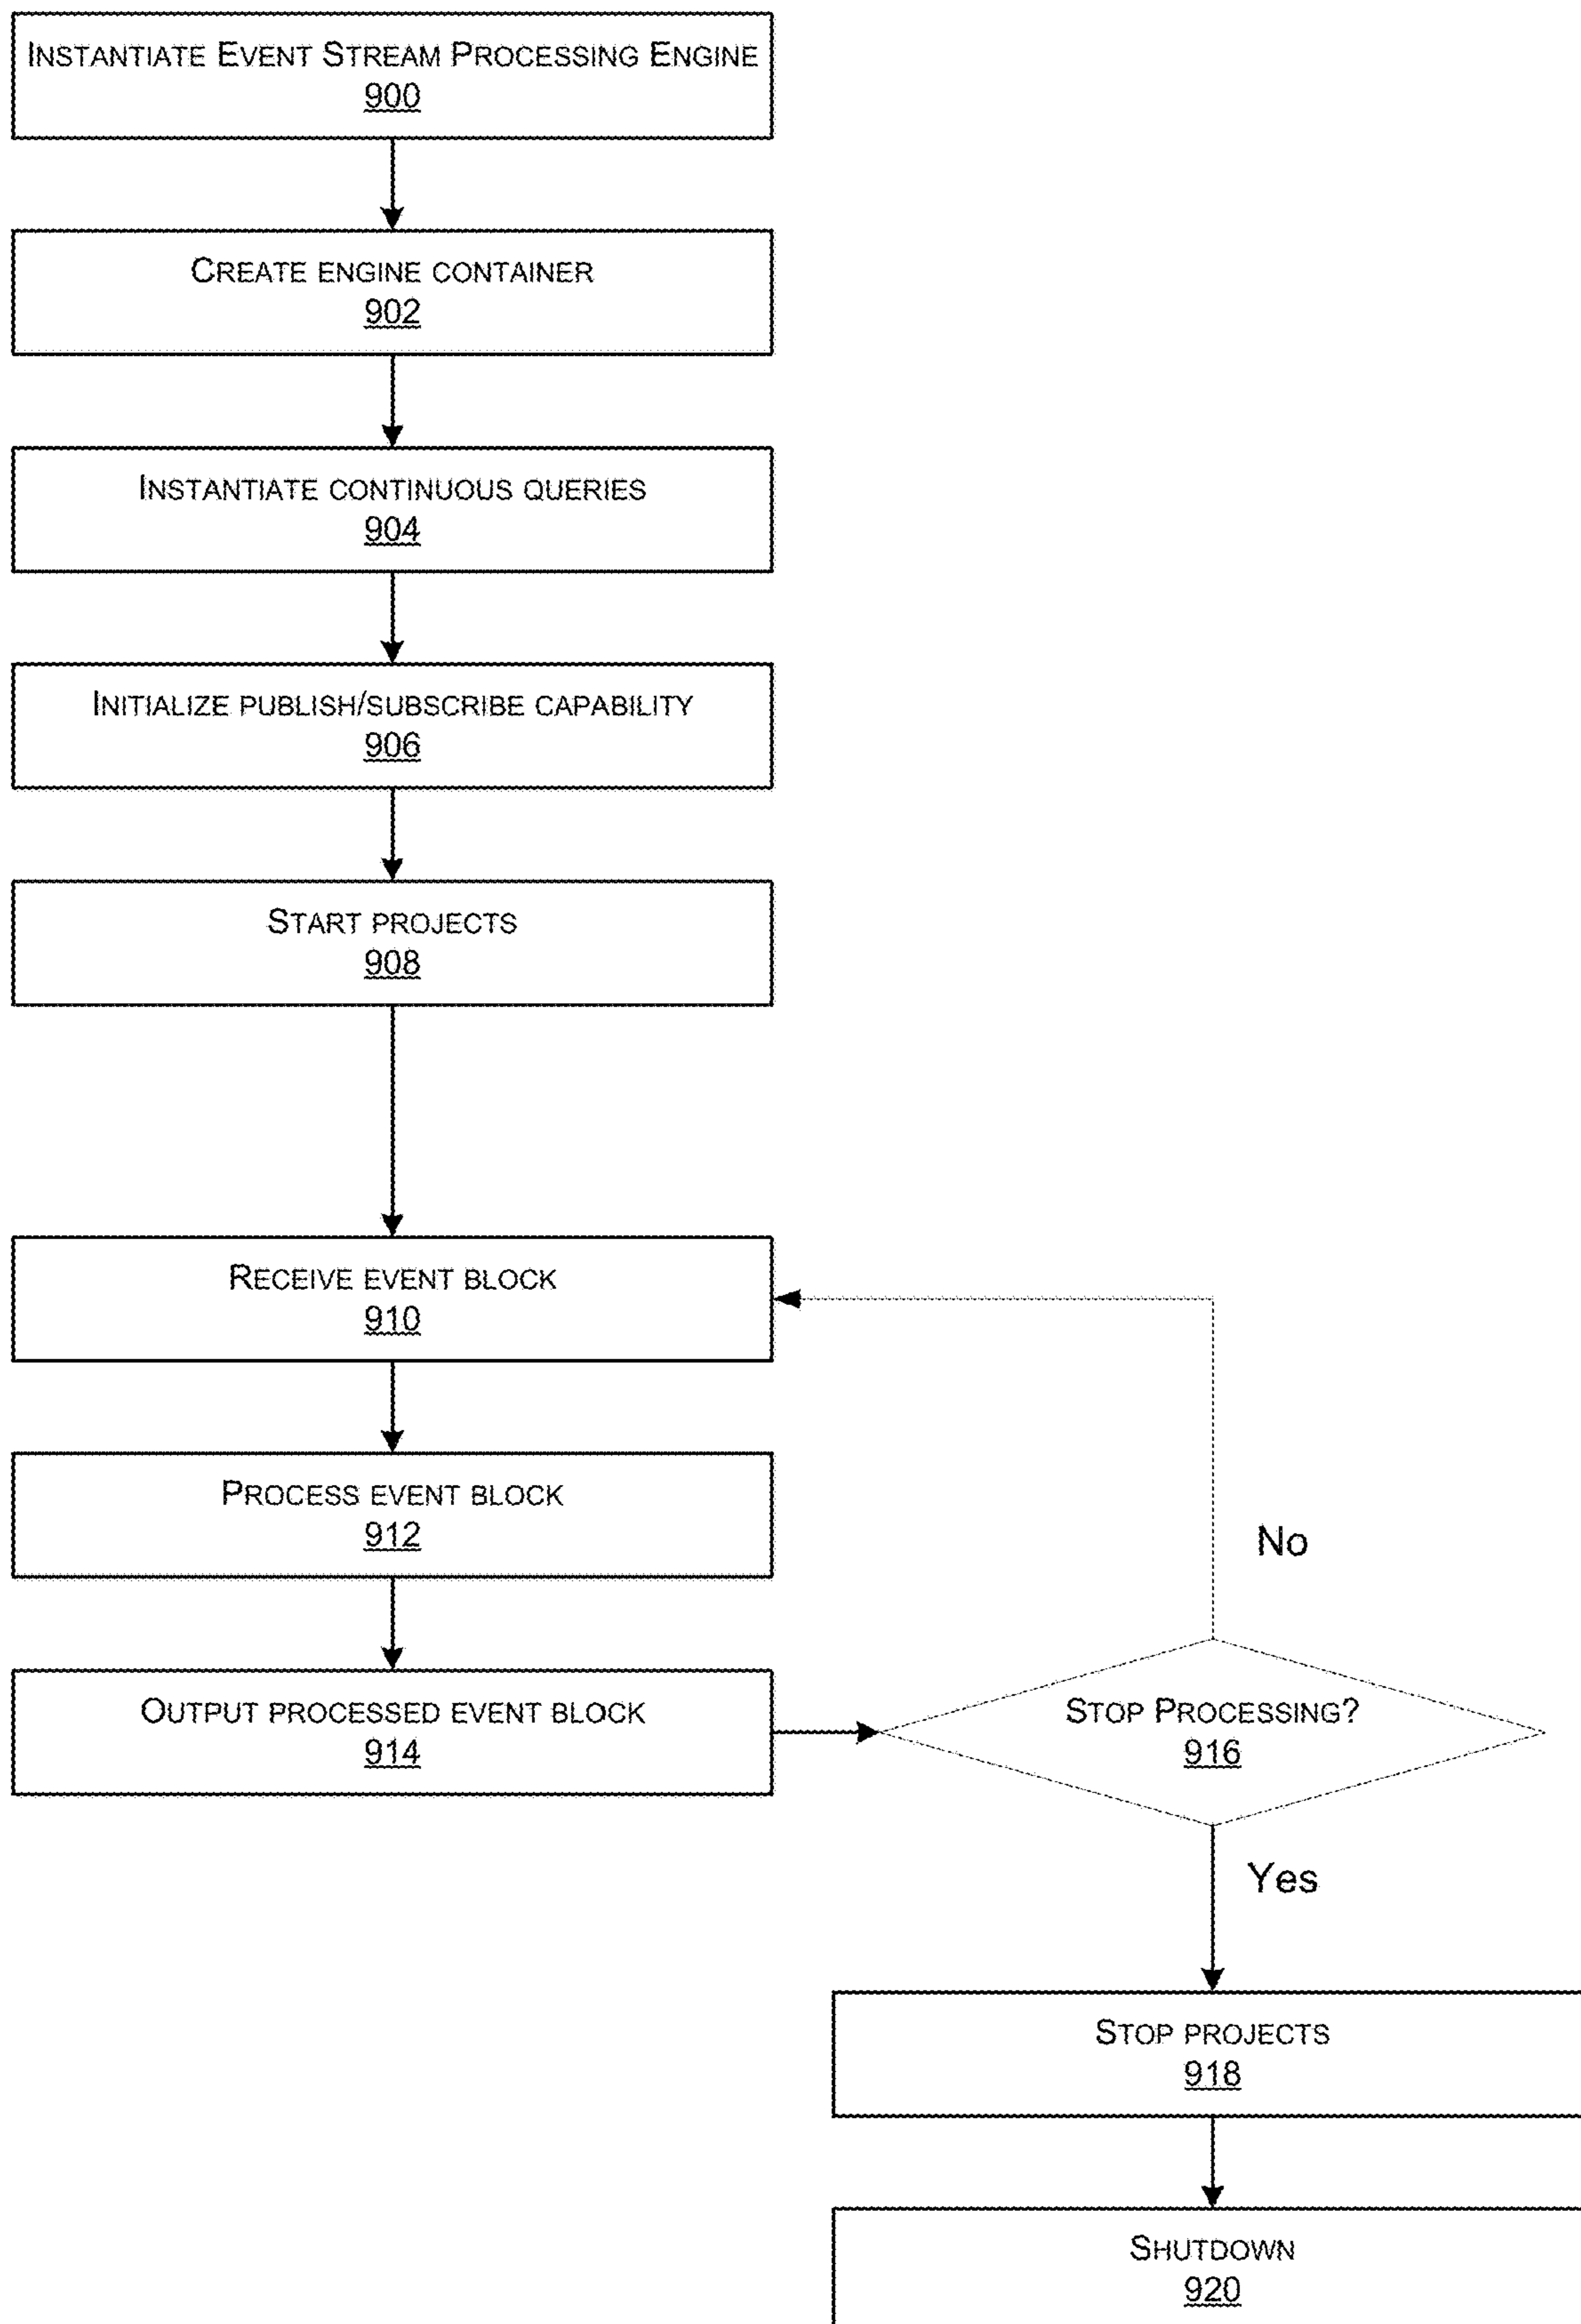 INSTANTIATE EVENT STREAM PROCESSING ENGINE
900
CREATE ENGINE CONTAINER
902
INSTANTIATE CONTINUOUS QUERIES
904
INITIALIZE PUBLISH/SUBSCRIBE CAPABILITY
906
START PROJECTS
908
RECEIVE EVENT BLOCK
910
PROCESS EVENT BLOCK
912
No
OUTPUT PROCESSED EVENT BLOCK
914
STOP PROCESSING?
916
Yes
STOP PROJECTS
918
SHUTDOWN
920